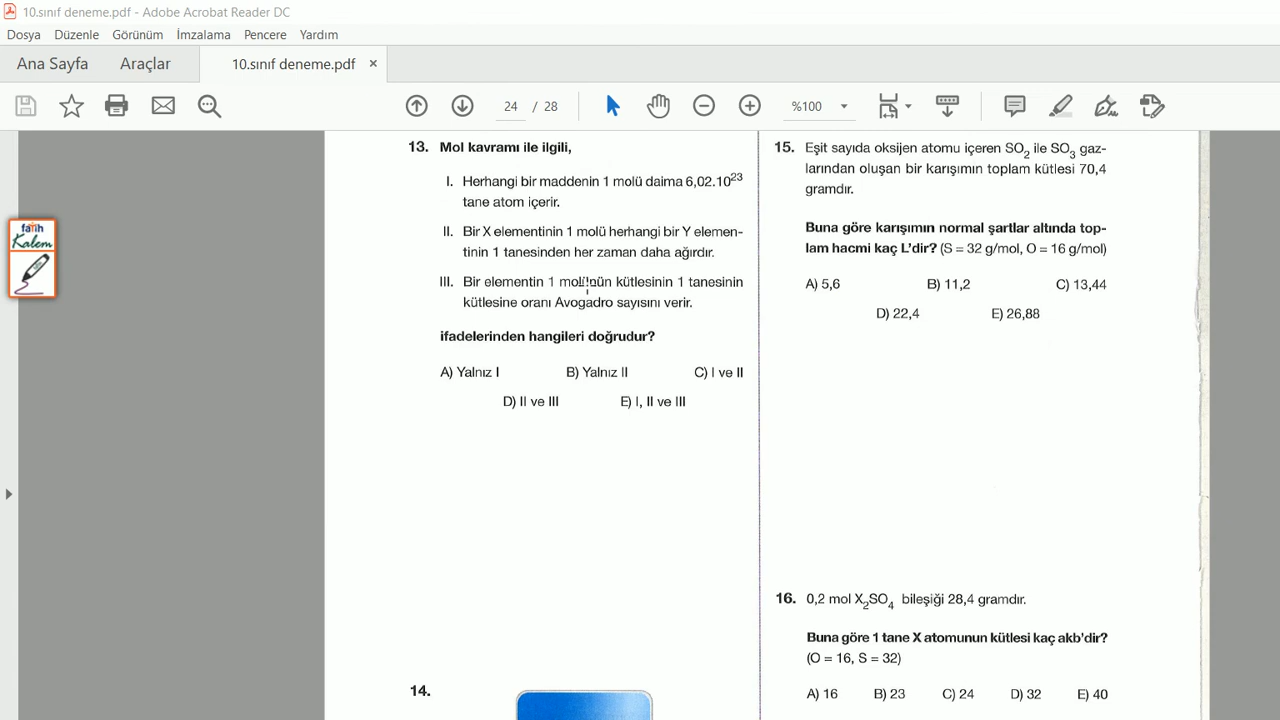 10.sınıf deneme.pdf - Adobe Acrobat Reader DC
Dosya Düzenle Görünüm İmzalama Pencere Yardım
Ana Sayfa Araçlar 10.sınıf deneme.pdf ×
24 / 28 %100
fatih
Kalem
13. Mol kavramı ile ilgili,
I. Herhangi bir maddenin 1 molü daima 6,02.10²³
tane atom içerir.
II. Bir X elementinin 1 molü herhangi bir Y elemen-
tinin 1 tanesinden her zaman daha ağırdır.
III. Bir elementin 1 molünün kütlesinin 1 tanesinin
kütlesine oranı Avogadro sayısını verir.
ifadelerinden hangileri doğrudur?
A) Yalnız I B) Yalnız II C) I ve II
D) II ve III E) I, II ve III
14.
15. Eşit sayıda oksijen atomu içeren SO₂ ile SO₃ gaz-
larından oluşan bir karışımın toplam kütlesi 70,4
gramdır.
Buna göre karışımın normal şartlar altında top-
lam hacmi kaç L'dir? (S = 32 g/mol, O = 16 g/mol)
A) 5,6 B) 11,2 C) 13,44
D) 22,4 E) 26,88
16. 0,2 mol X₂SO₄ bileşiği 28,4 gramdır.
Buna göre 1 tane X atomunun kütlesi kaç akb'dir?
(O = 16, S = 32)
A) 16 B) 23 C) 24 D) 32 E) 40